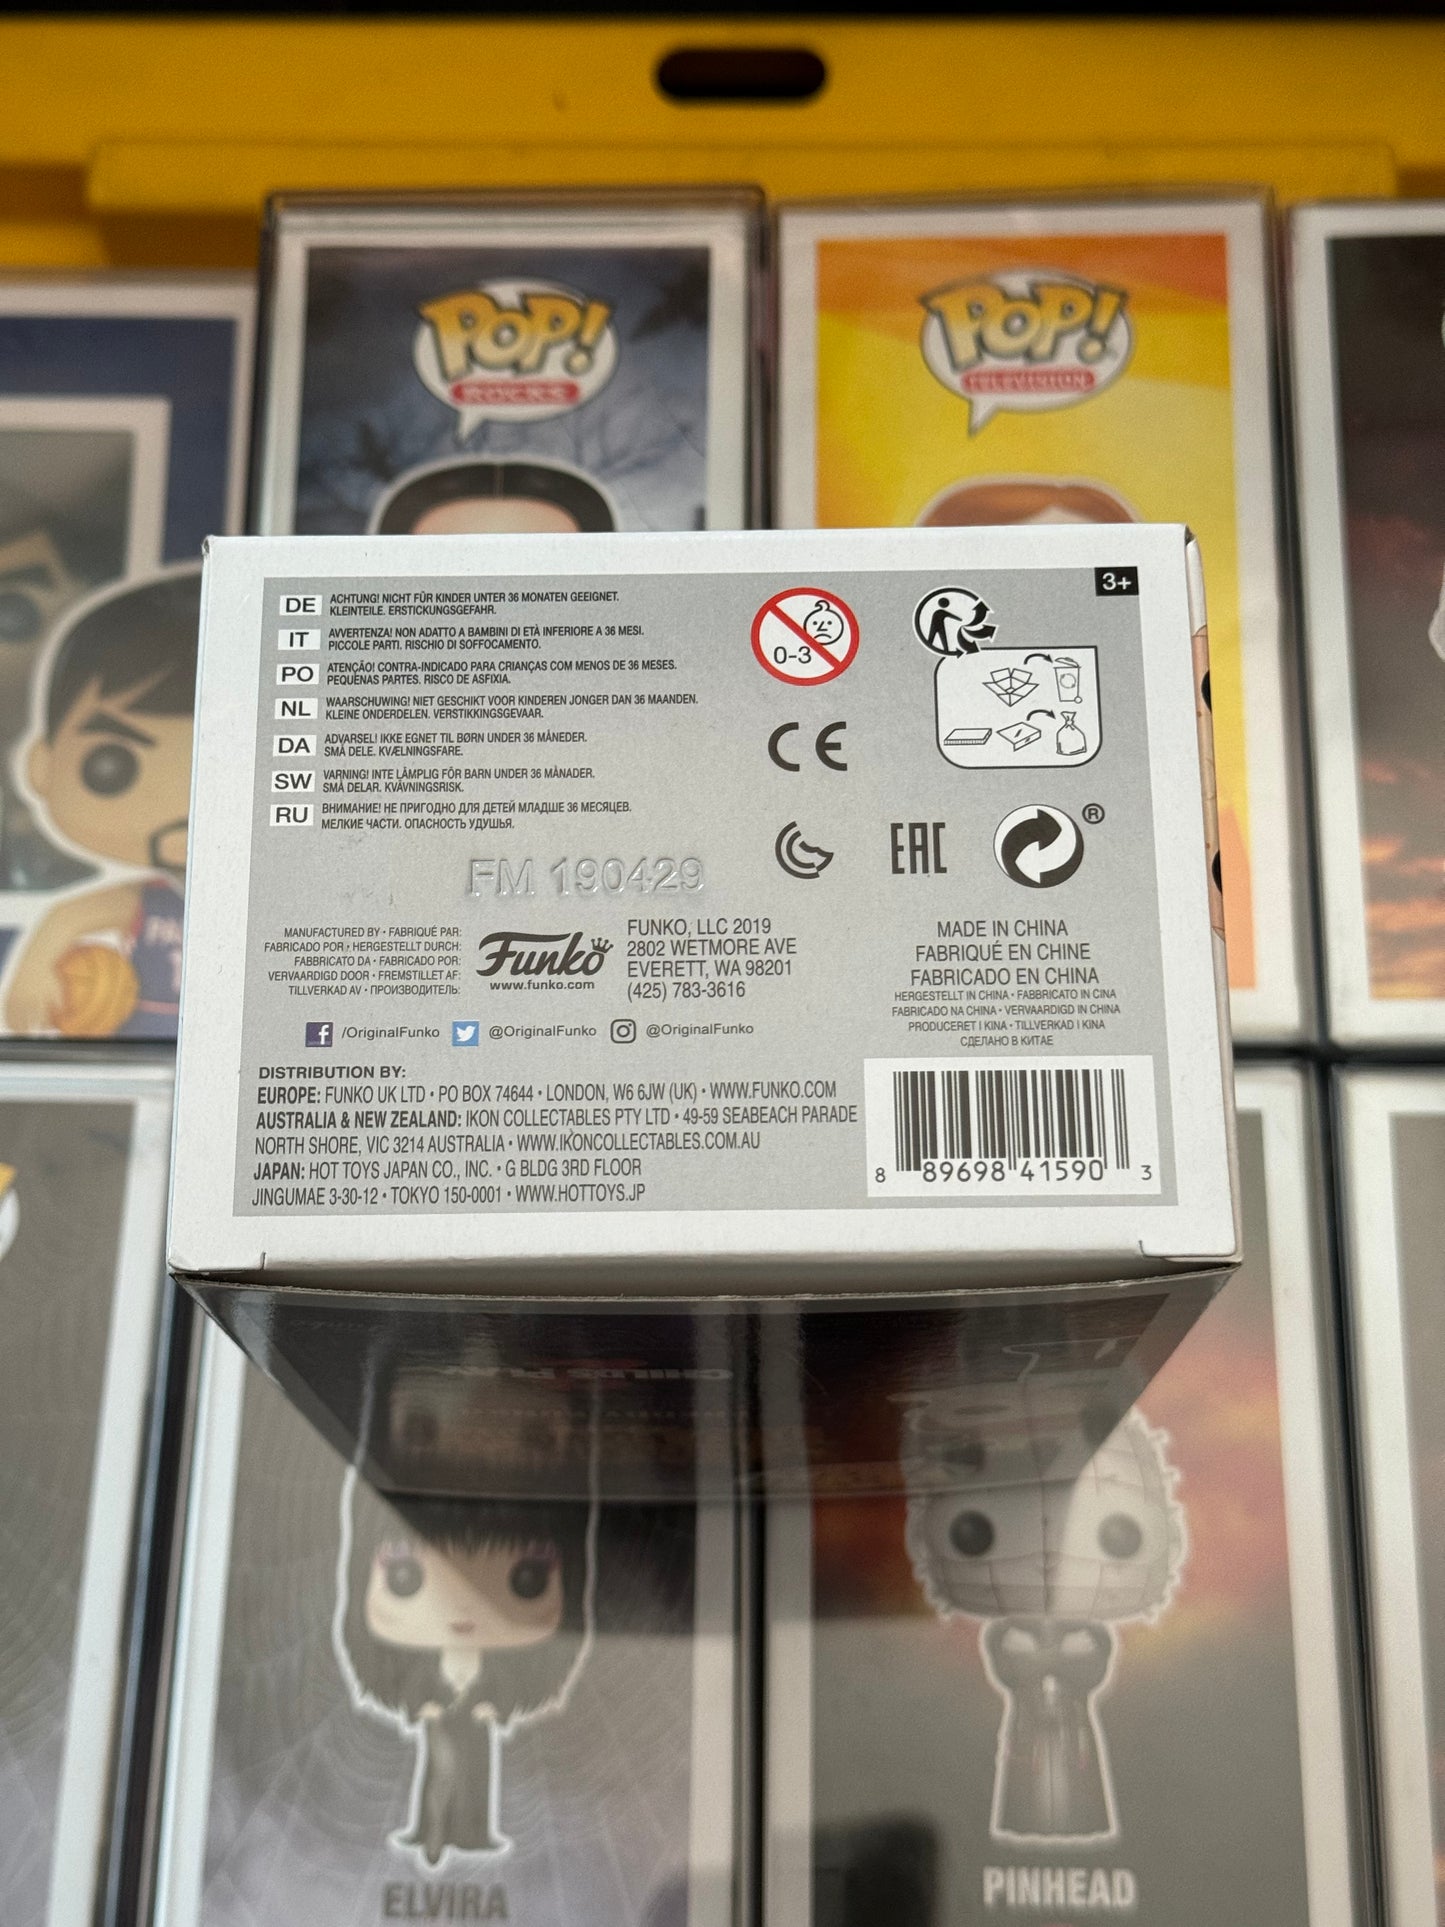 POP!
ROCKS
POP!
TELEVISION
3+
DE ACHTUNG! NICHT FÜR KINDER UNTER 36 MONATEN GEEIGNET.
KLEINTEILE. ERSTICKUNGSGEFAHR.
IT AVVERTENZA! NON ADATTO A BAMBINI DI ETÀ INFERIORE A 36 MESI.
PICCOLE PARTI. RISCHIO DI SOFFOCAMENTO.
PO ATENÇÃO! CONTRA-INDICADO PARA CRIANÇAS COM MENOS DE 36 MESES.
PEQUENAS PARTES. RISCO DE ASFIXIA.
NL WAARSCHUWING! NIET GESCHIKT VOOR KINDEREN JONGER DAN 36 MAANDEN.
KLEINE ONDERDELEN. VERSTIKKINGSGEVAAR.
DA ADVARSEL! IKKE EGNET TIL BØRN UNDER 36 MÅNEDER.
SMÅ DELE. KVÆLNINGSFARE.
SW VARNING! INTE LÄMPLIG FÖR BARN UNDER 36 MÅNADER.
SMÅ DELAR. KVÄVNINGSRISK.
RU ВНИМАНИЕ! НЕ ПРИГОДНО ДЛЯ ДЕТЕЙ МЛАДШЕ 36 МЕСЯЦЕВ.
МЕЛКИЕ ЧАСТИ. ОПАСНОСТЬ УДУШЬЯ.
0-3
CE
EAC
®
FM 190429
MANUFACTURED BY • FABRIQUÉ PAR:
FABRICADO POR • HERGESTELLT DURCH:
FABBRICATO DA • FABRICADO POR:
VERVAARDIGD DOOR • FREMSTILLET AF:
TILLVERKAD AV • ПРОИЗВОДИТЕЛЬ:
Funko
www.funko.com
FUNKO, LLC 2019
2802 WETMORE AVE
EVERETT, WA 98201
(425) 783-3616
MADE IN CHINA
FABRIQUÉ EN CHINE
FABRICADO EN CHINA
HERGESTELLT IN CHINA • FABBRICATO IN CINA
FABRICADO NA CHINA • VERVAARDIGD IN CHINA
PRODUCERET I KINA • TILLVERKAD I KINA
СДЕЛАНО В КИТАЕ
/OriginalFunko @OriginalFunko @OriginalFunko
DISTRIBUTION BY:
EUROPE: FUNKO UK LTD • PO BOX 74644 • LONDON, W6 6JW (UK) • WWW.FUNKO.COM
AUSTRALIA & NEW ZEALAND: IKON COLLECTABLES PTY LTD • 49-59 SEABEACH PARADE
NORTH SHORE, VIC 3214 AUSTRALIA • WWW.IKONCOLLECTABLES.COM.AU
JAPAN: HOT TOYS JAPAN CO., INC. • G BLDG 3RD FLOOR
JINGUMAE 3-30-12 • TOKYO 150-0001 • WWW.HOTTOYS.JP
8 89698 41590 3
ELVIRA
PINHEAD